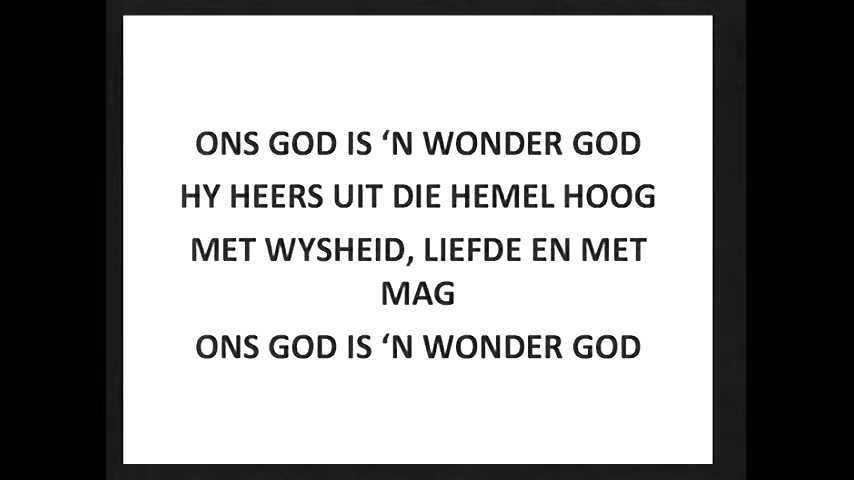 ONS GOD IS ‘N WONDER GOD
HY HEERS UIT DIE HEMEL HOOG
MET WYSHEID, LIEFDE EN MET
MAG
ONS GOD IS ‘N WONDER GOD